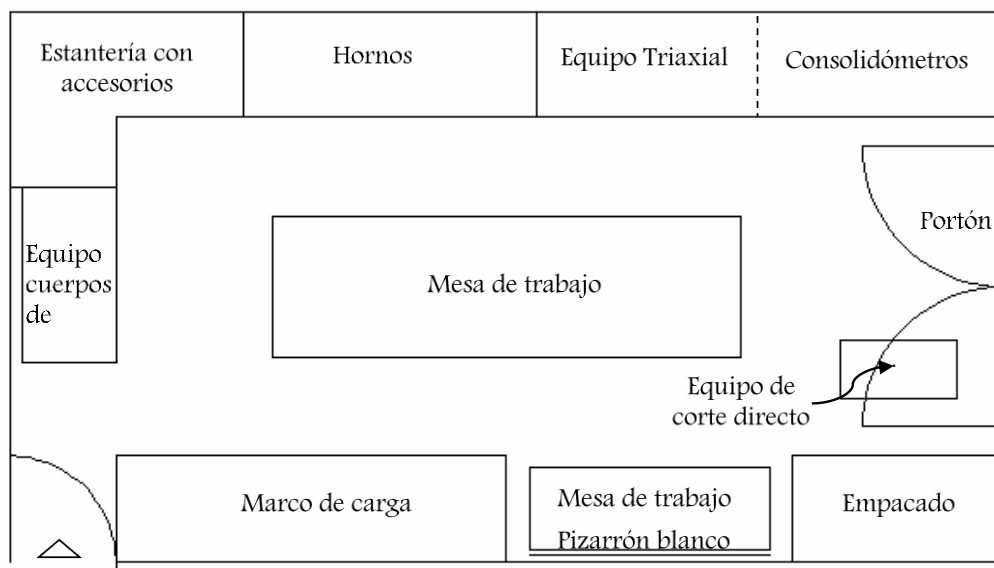 Estantería con
accesorios
Hornos
Equipo Triaxial
Consolidómetros
Portón
Equipo
cuerpos
de
Mesa de trabajo
Equipo de
corte directo
Marco de carga
Mesa de trabajo
Pizarrón blanco
Empacado